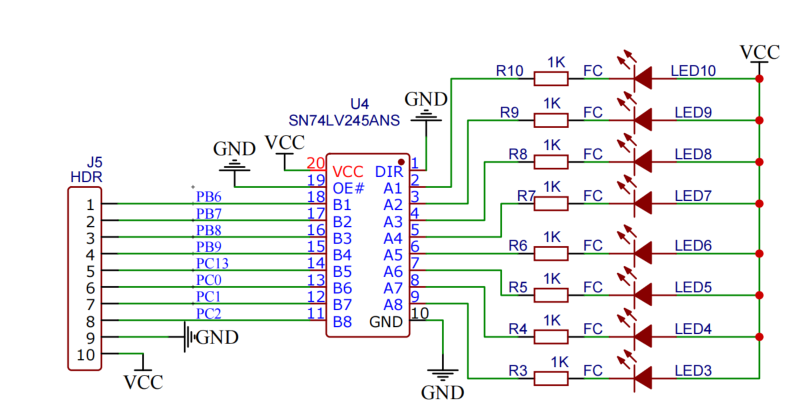 VCC
R10 1K FC LED10
R9 1K FC LED9
R8 1K FC LED8
R7 1K FC LED7
R6 1K FC LED6
R5 1K FC LED5
R4 1K FC LED4
R3 1K FC LED3
GND
U4
SN74LV245ANS
VCC
GND
20 VCC DIR 1
19 OE# A1 2
18 B1 A2 3
17 B2 A3 4
16 B3 A4 5
15 B4 A5 6
14 B5 A6 7
13 B6 A7 8
12 B7 A8 9
11 B8 GND 10
GND
J5
HDR
1 PB6
2 PB7
3 PB8
4 PB9
5 PC13
6 PC0
7 PC1
8 PC2
9 GND
10
VCC